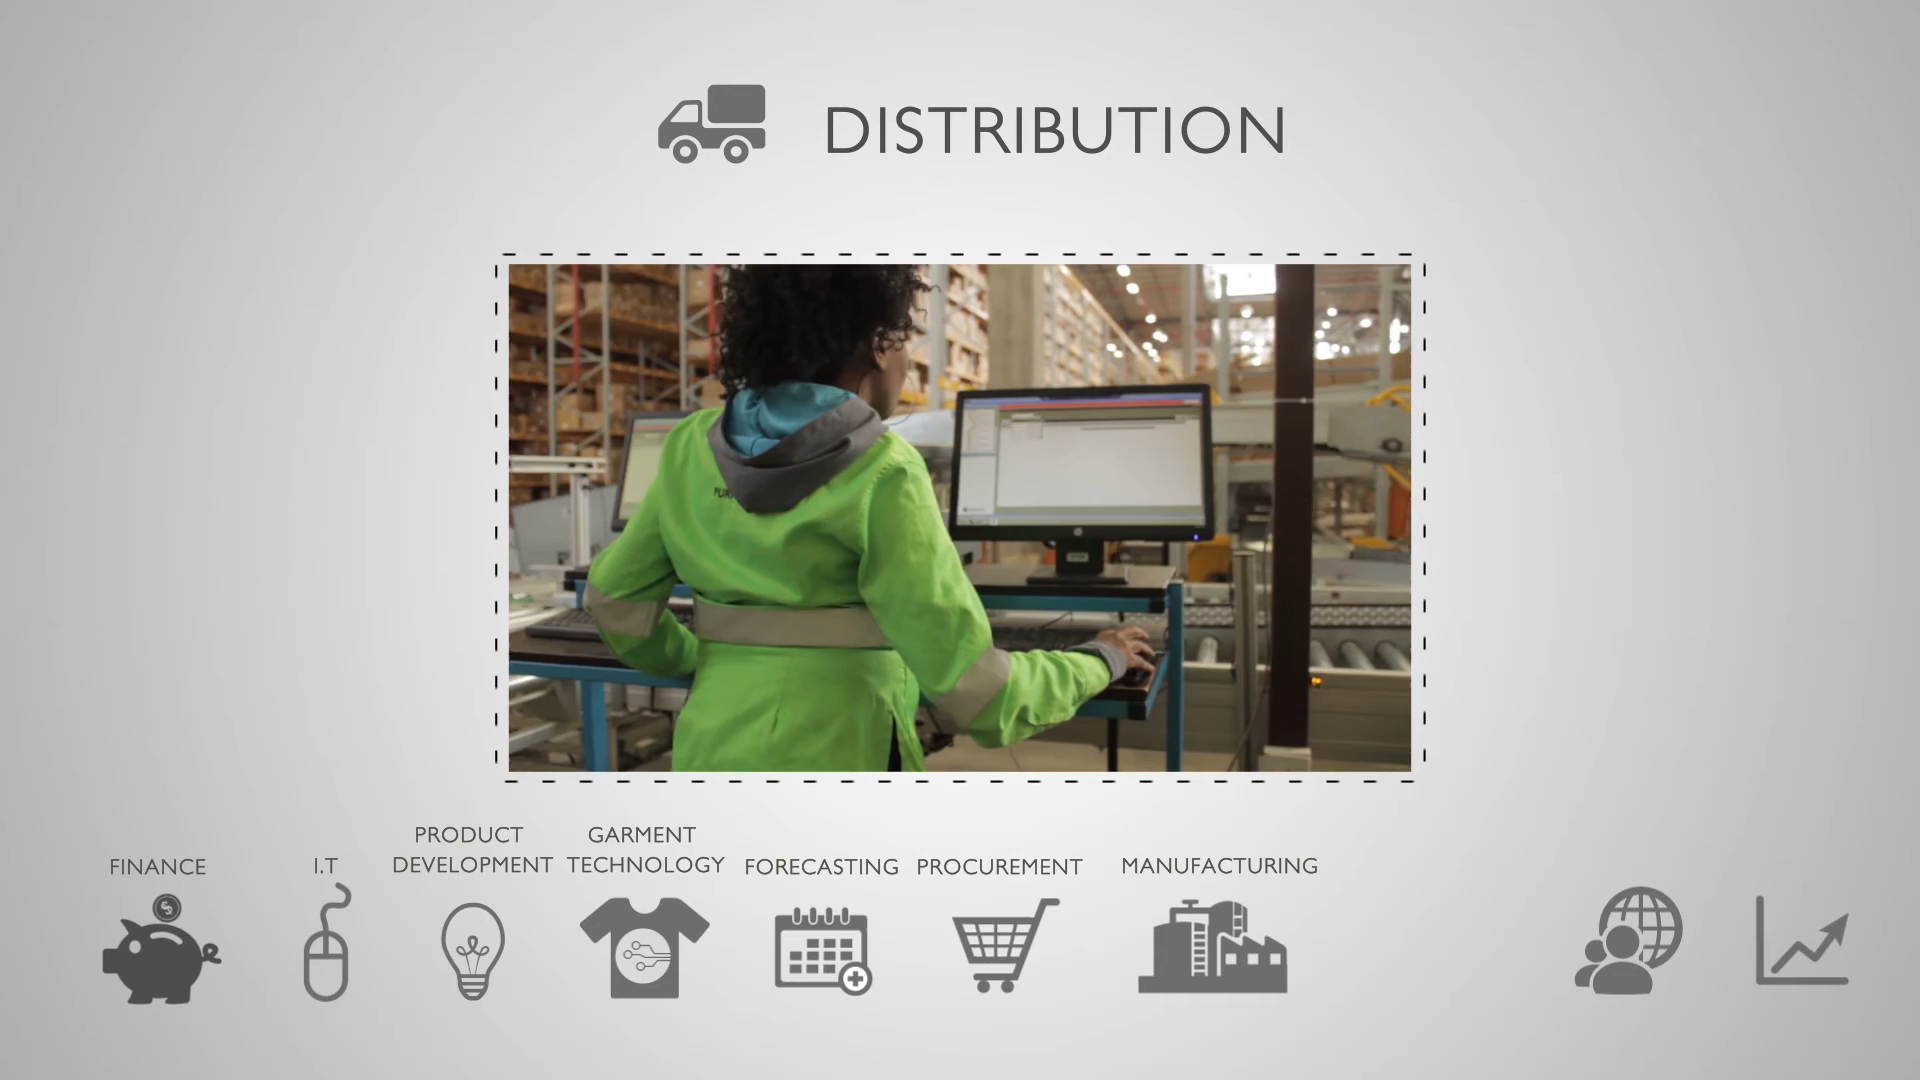 DISTRIBUTION
PRODUCT
DEVELOPMENT
GARMENT
TECHNOLOGY
FINANCE
I.T
FORECASTING
PROCUREMENT
MANUFACTURING